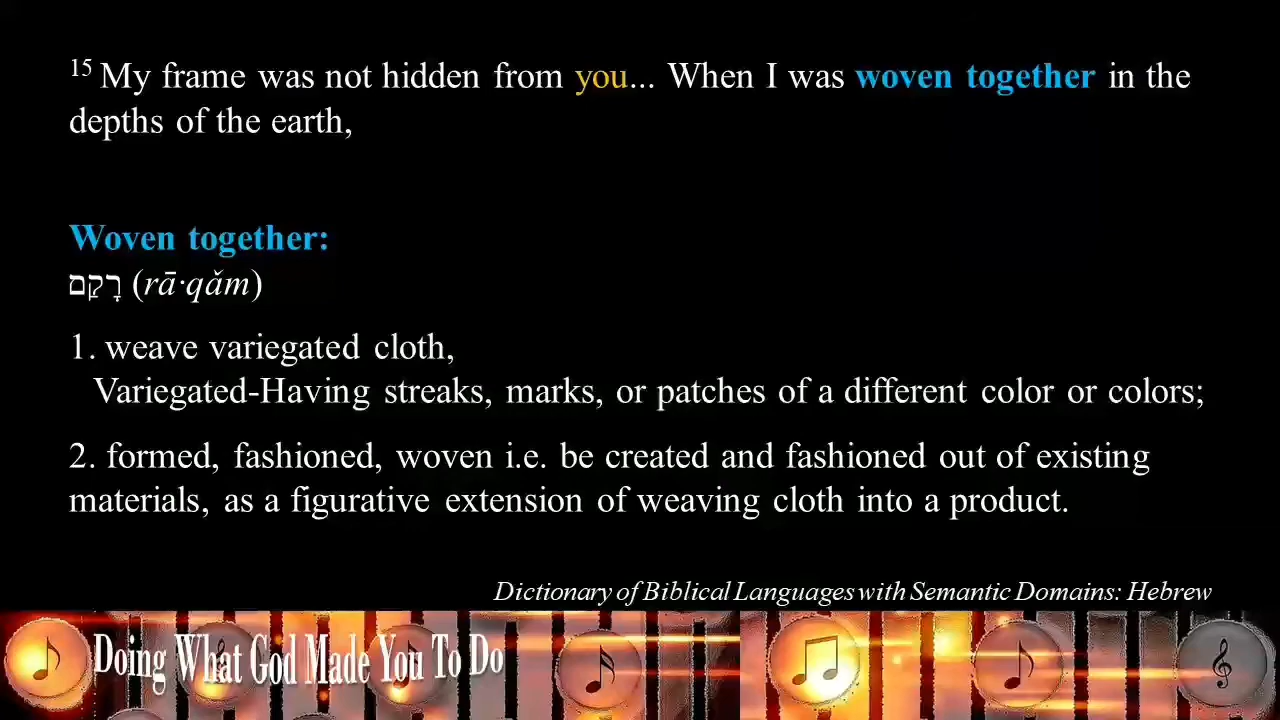 15 My frame was not hidden from you... When I was woven together in the
depths of the earth,
Woven together:
רָקַם (rā·qǎm)
1. weave variegated cloth,
Variegated-Having streaks, marks, or patches of a different color or colors;
2. formed, fashioned, woven i.e. be created and fashioned out of existing
materials, as a figurative extension of weaving cloth into a product.
Dictionary of Biblical Languages with Semantic Domains: Hebrew
Doing What God Made You To Do